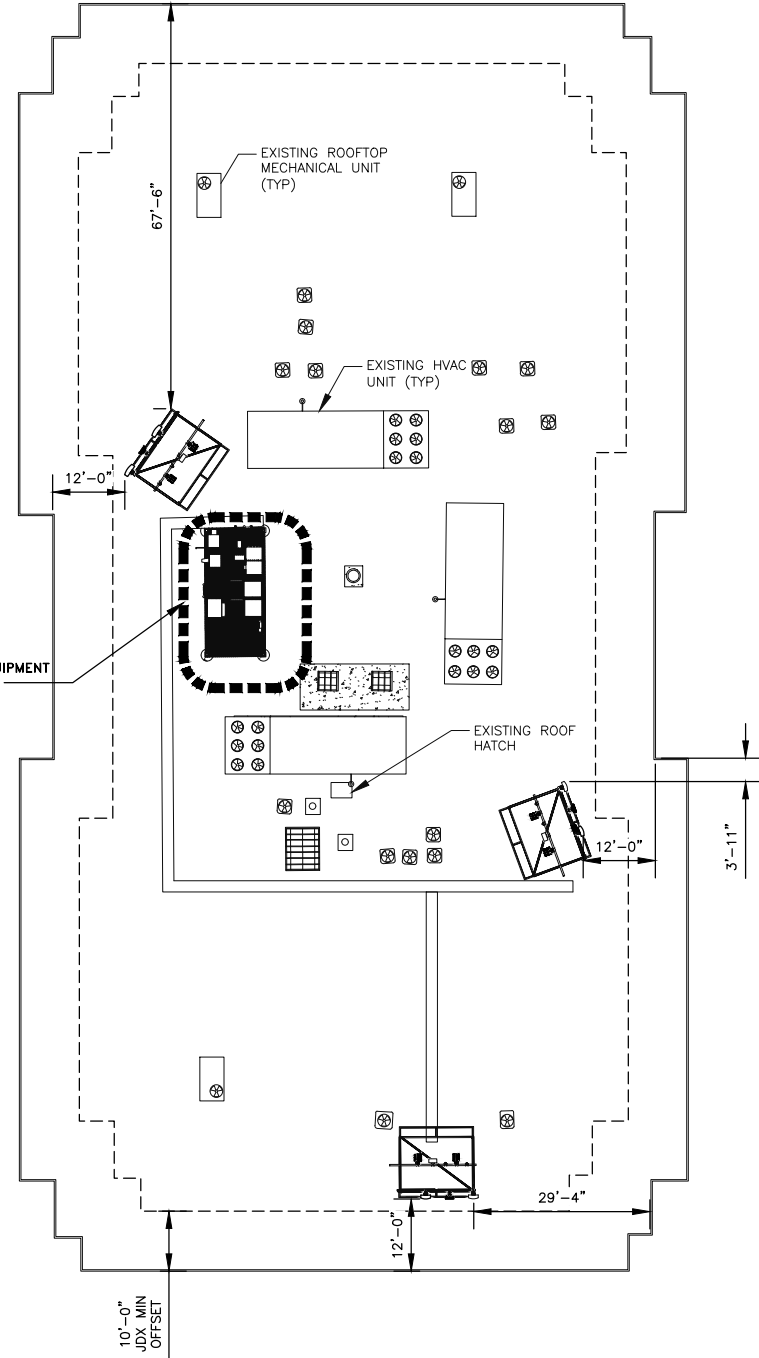 67'-6"
EXISTING ROOFTOP
MECHANICAL UNIT
(TYP)
EXISTING HVAC
UNIT (TYP)
12'-0"
EXISTING ROOF
HATCH
12'-0"
3'-11"
29'-4"
12'-0"
10'-0"
JDX MIN
OFFSET